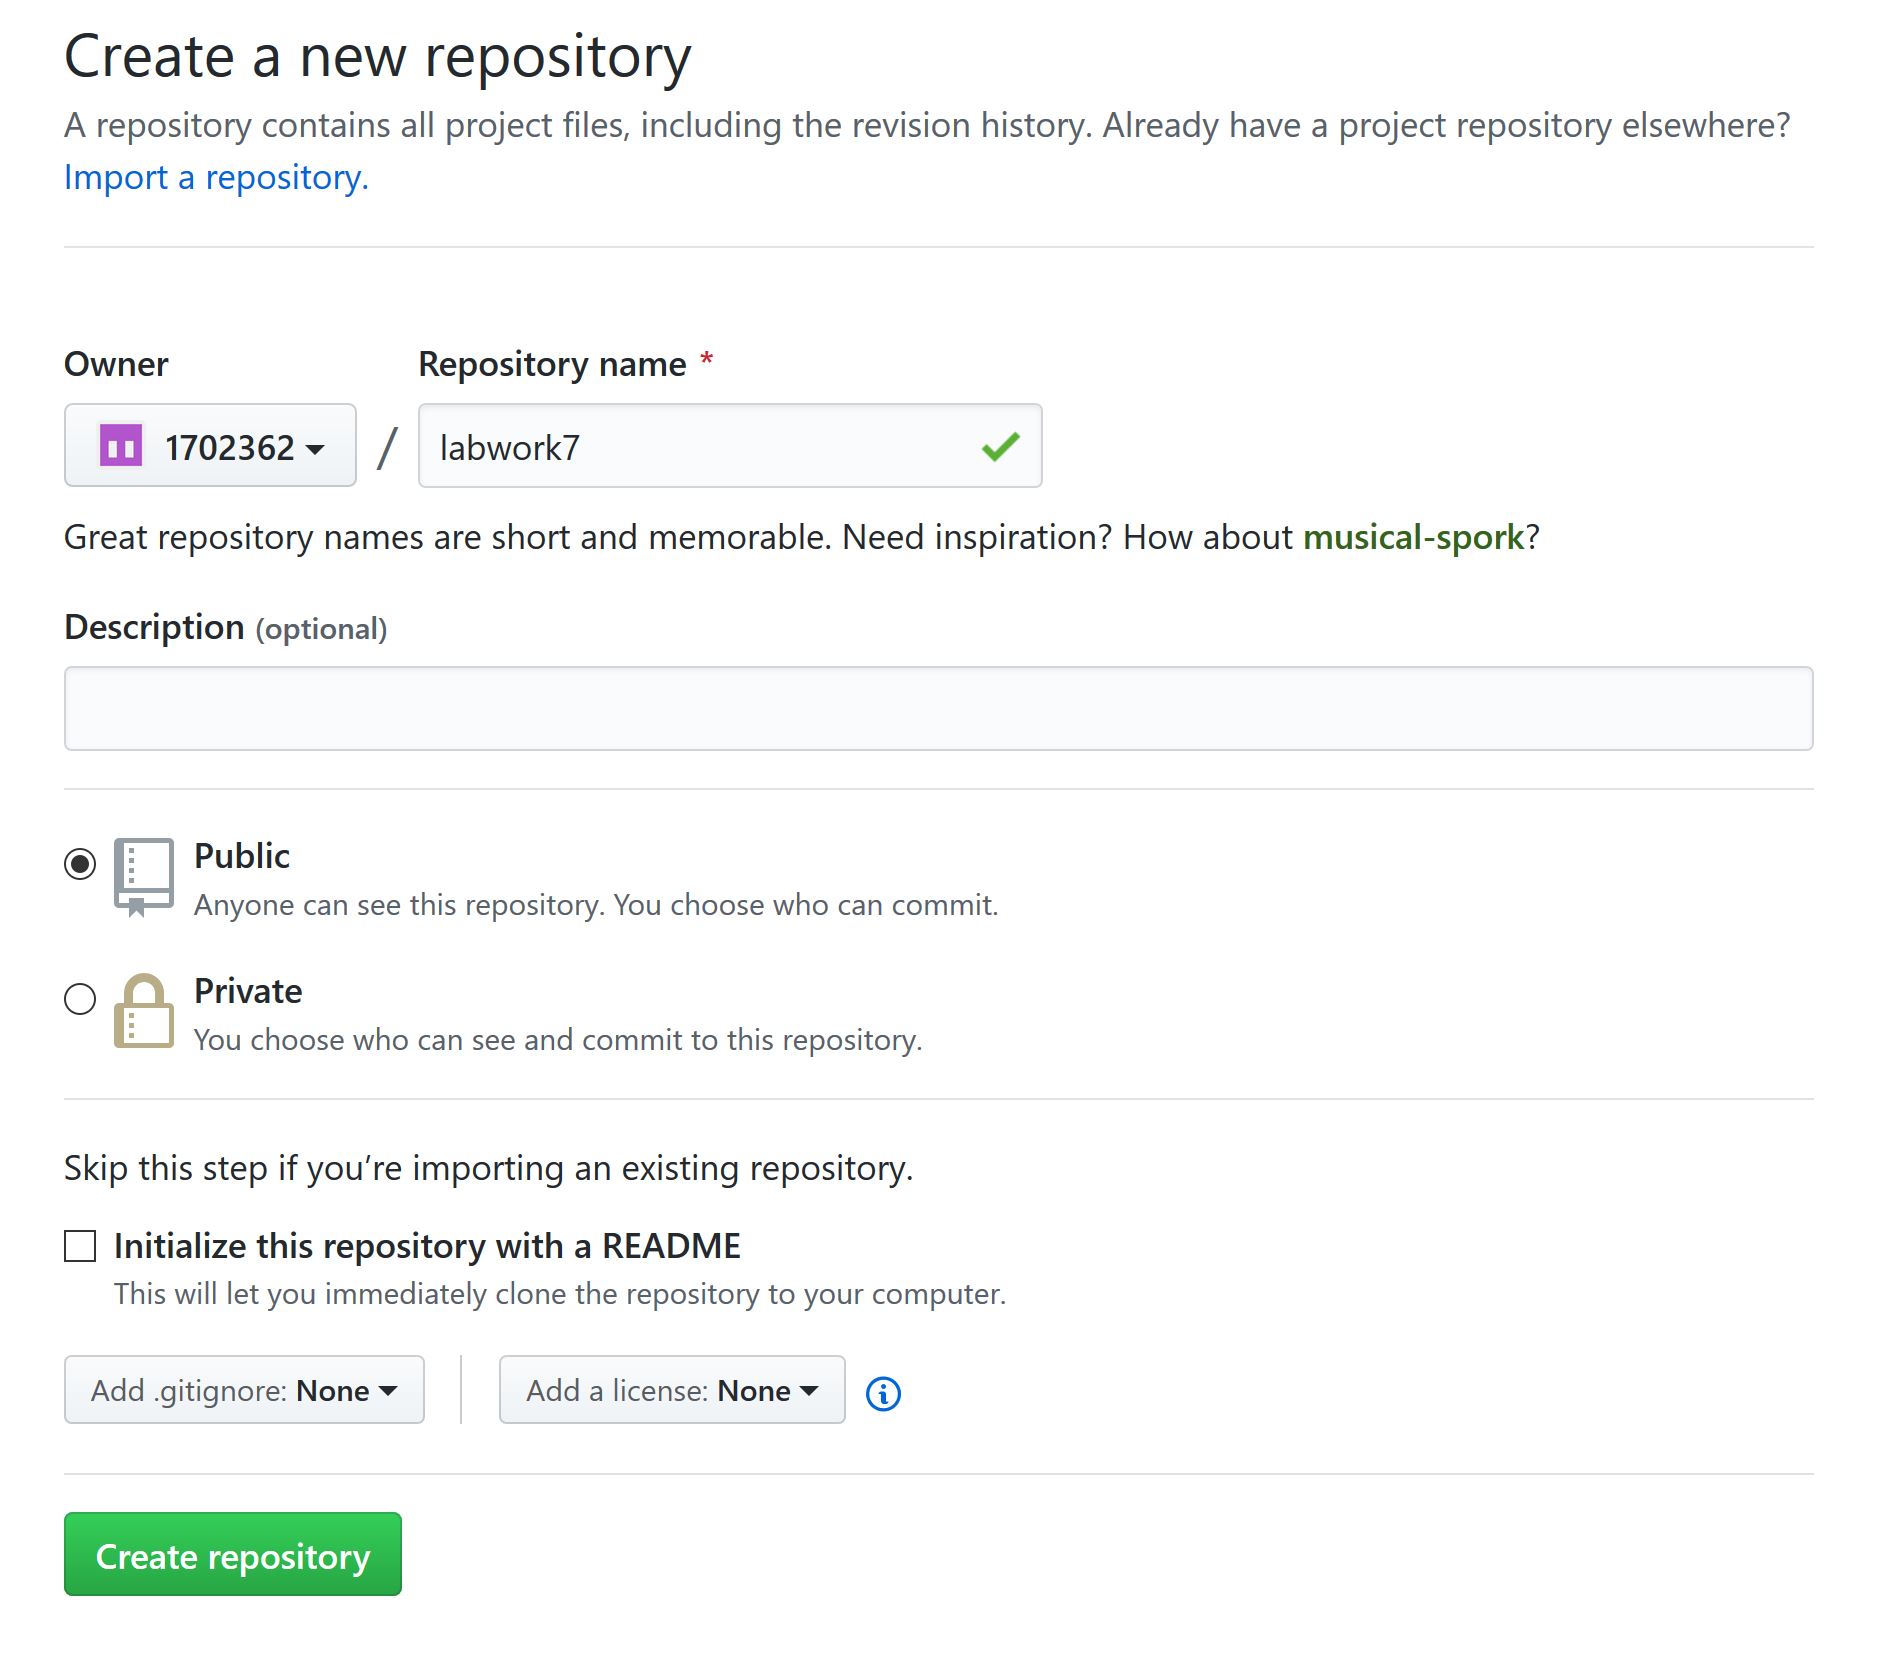 Create a new repository
A repository contains all project files, including the revision history. Already have a project repository elsewhere?
Import a repository.
Owner
Repository name *
1702362 / labwork7
Great repository names are short and memorable. Need inspiration? How about musical-spork?
Description (optional)
Public
Anyone can see this repository. You choose who can commit.
Private
You choose who can see and commit to this repository.
Skip this step if you’re importing an existing repository.
Initialize this repository with a README
This will let you immediately clone the repository to your computer.
Add .gitignore: None
Add a license: None
Create repository